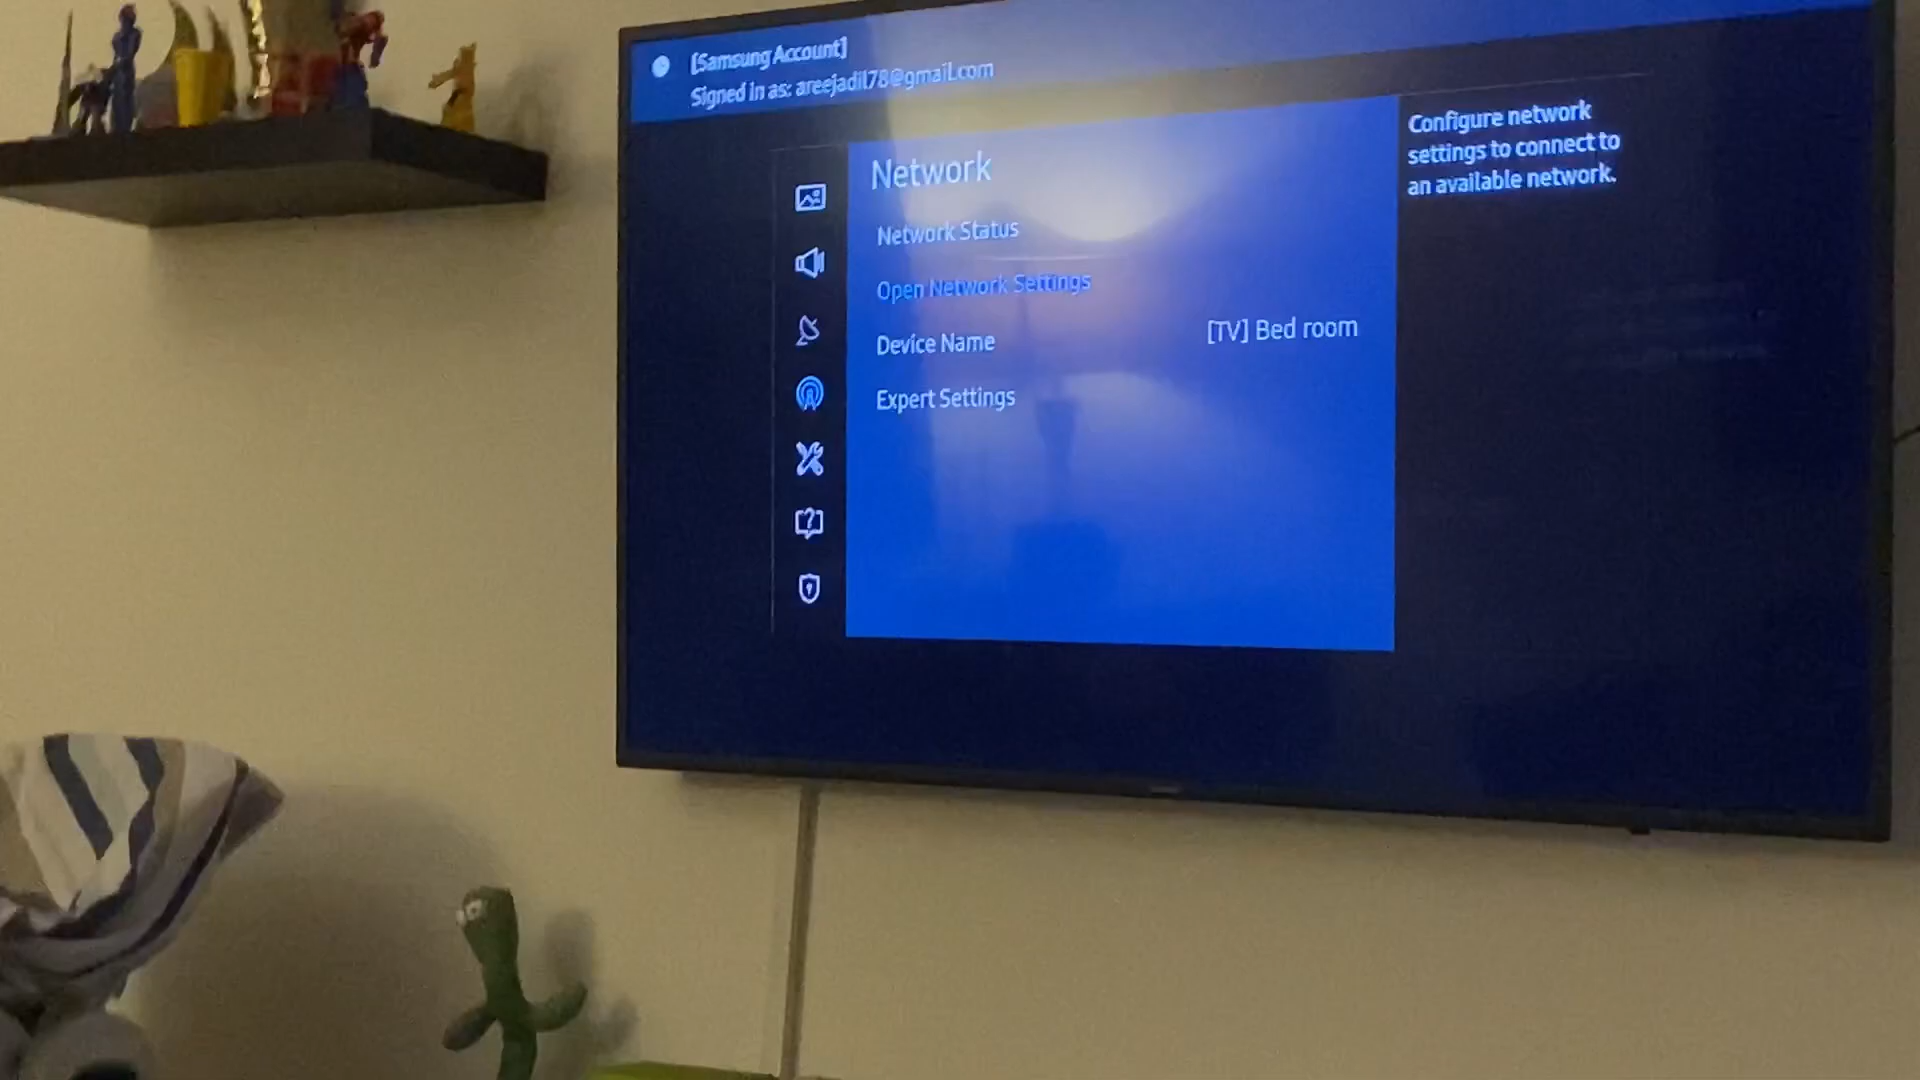 [Samsung Account]
Signed in as: areejadil78@gmail.com
Network
Network Status
Open Network Settings
Device Name [TV] Bed room
Expert Settings
Configure network
settings to connect to
an available network.